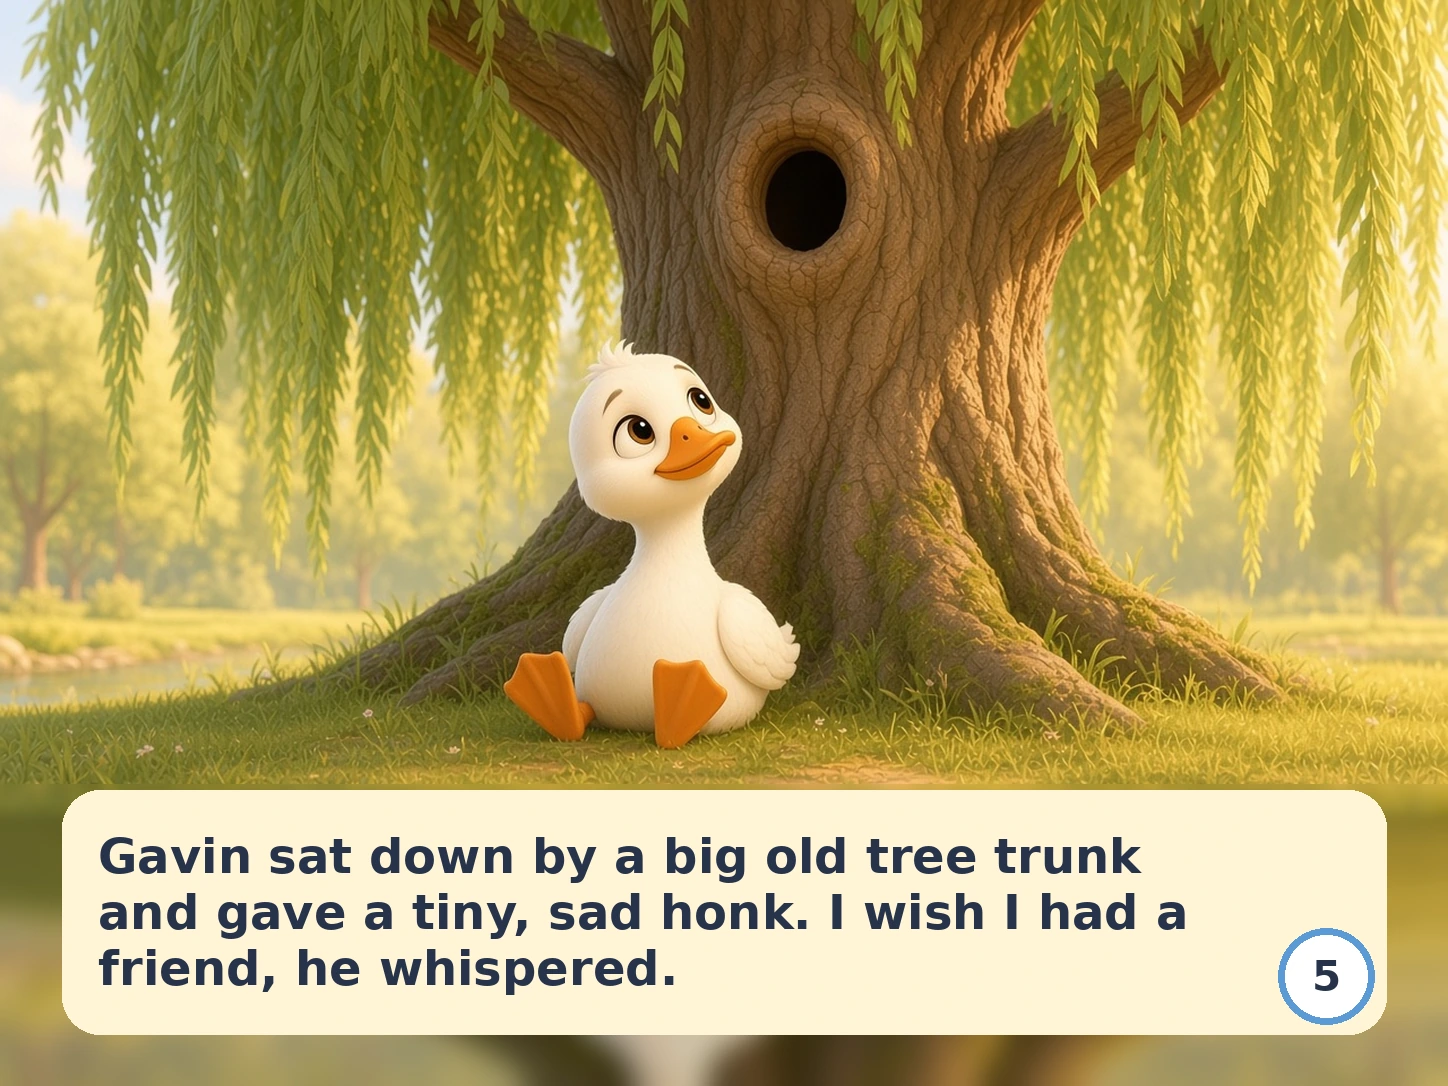 Gavin sat down by a big old tree trunk
and gave a tiny, sad honk. I wish I had a
friend, he whispered.
5